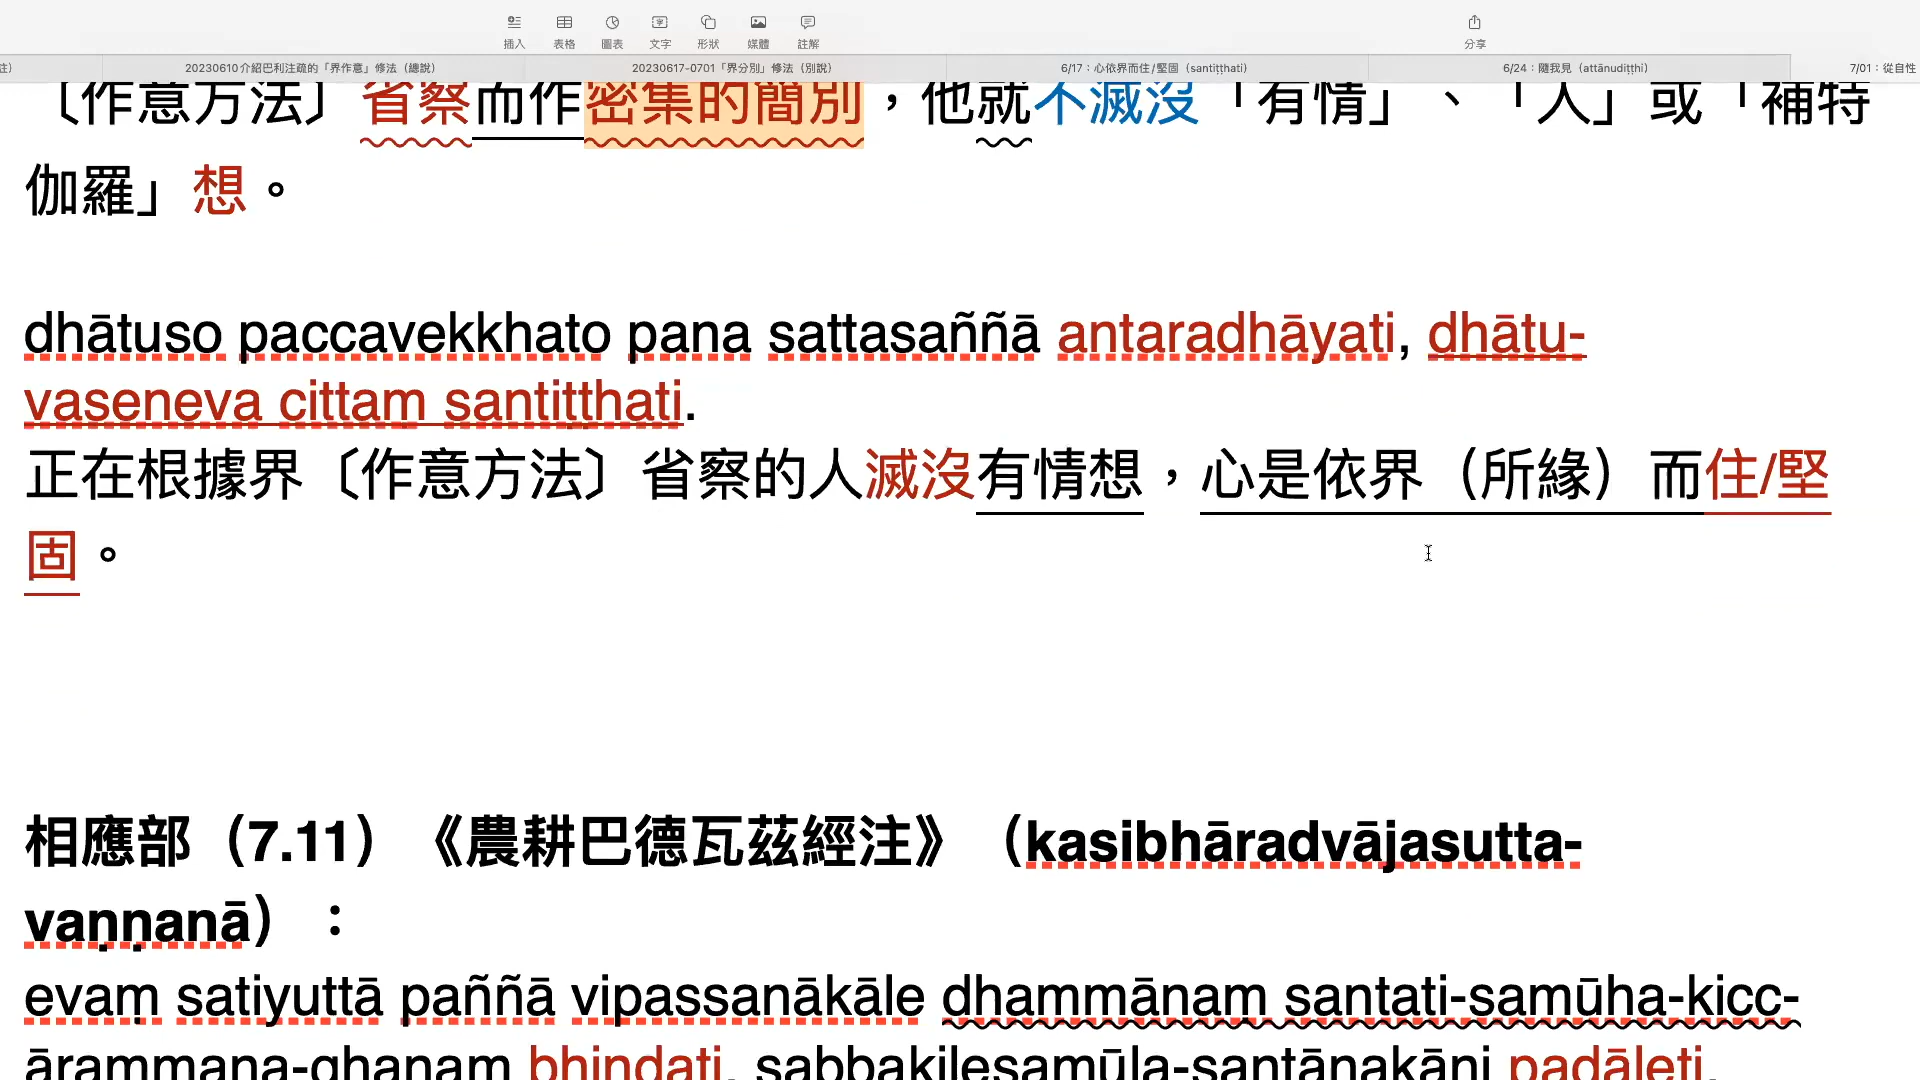 插入 表格 圖表 文字 形狀 媒體 註解 分享
註） 20230610介紹巴利注疏的「界作意」修法（總說） 20230617-0701「界分別」修法（別說） 6/17：心依界而住/堅固（santiṭṭhati） 6/24：隨我見（attānudiṭṭhi） 7/01：從自性
〔作意方法〕省察而作密集的簡別，他就不滅沒「有情」、「人」或「補特
伽羅」想。
dhātuso paccavekkhato pana sattasaññā antaradhāyati, dhātu-
vaseneva cittaṃ santiṭṭhati.
正在根據界〔作意方法〕省察的人滅沒有情想，心是依界（所緣）而住/堅
固。
相應部（7.11）《農耕巴德瓦茲經注》（kasibhāradvājasutta-
vaṇṇanā）：
evaṃ satiyuttā paññā vipassanākāle dhammānaṃ santati-samūha-kicc-
ārammaṇa-ghanaṃ bhindati, sabbakilesamūla-santānakāni padāleti.